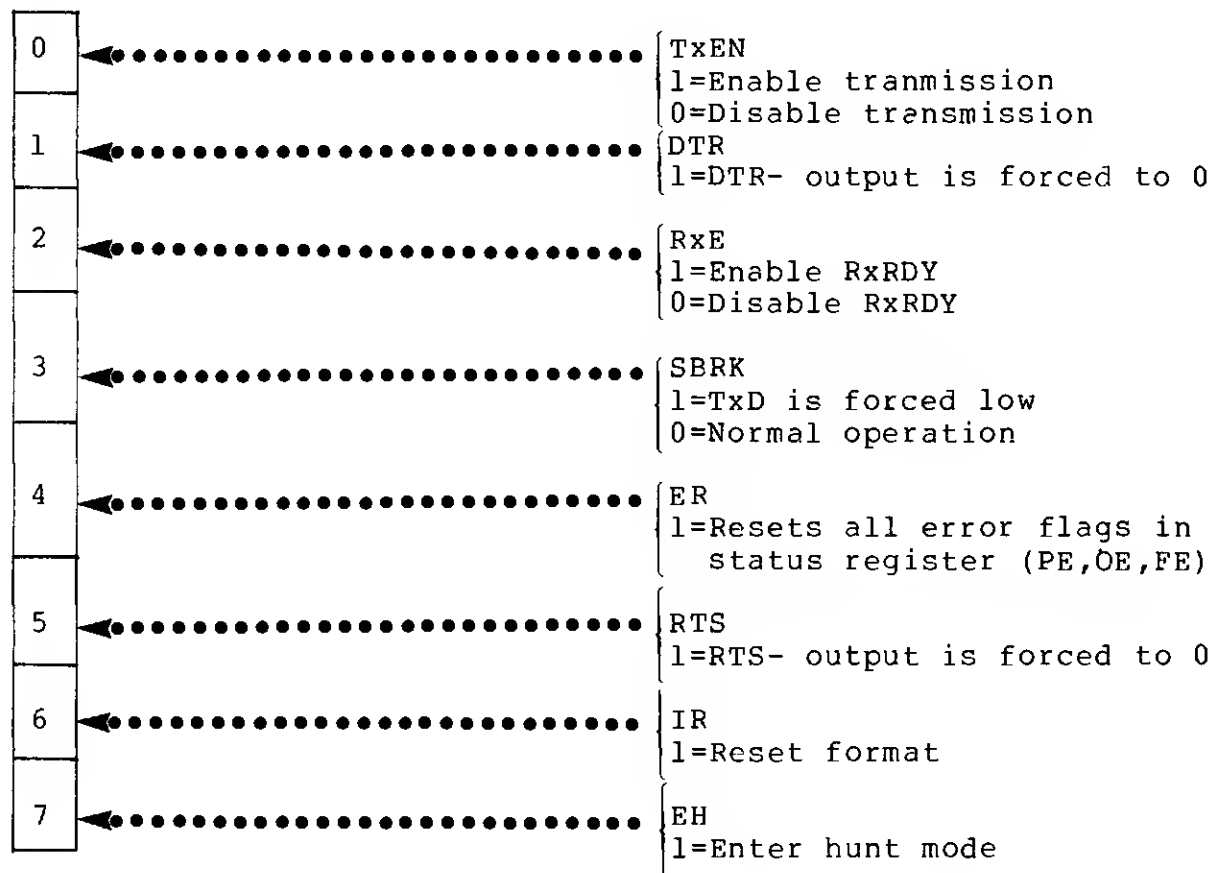 0
TxEN
1=Enable tranmission
0=Disable transmission
1
DTR
1=DTR- output is forced to 0
2
RxE
1=Enable RxRDY
0=Disable RxRDY
3
SBRK
1=TxD is forced low
0=Normal operation
4
ER
1=Resets all error flags in
status register (PE,OE,FE)
5
RTS
1=RTS- output is forced to 0
6
IR
1=Reset format
7
EH
1=Enter hunt mode